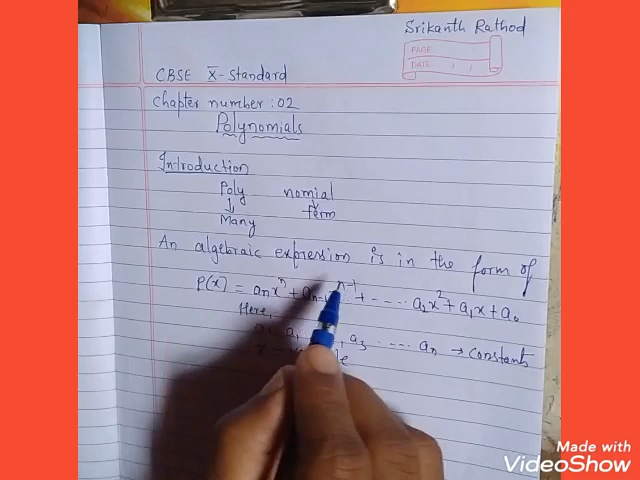 Srikanth Rathod
PAGE:
DATE: / /
CBSE X-Standard
Chapter number :02
Polynomials
Introduction
Poly nomial
↓ ↓
Many term
An algebraic expression is in the form of
P(x) = aₙxⁿ + aₙ₋₁ ⁿ⁻¹ + ..... a₂x² + a₁x + a₀
Here,
a₁ a₃ ..... aₙ → constants
Made with
VideoShow